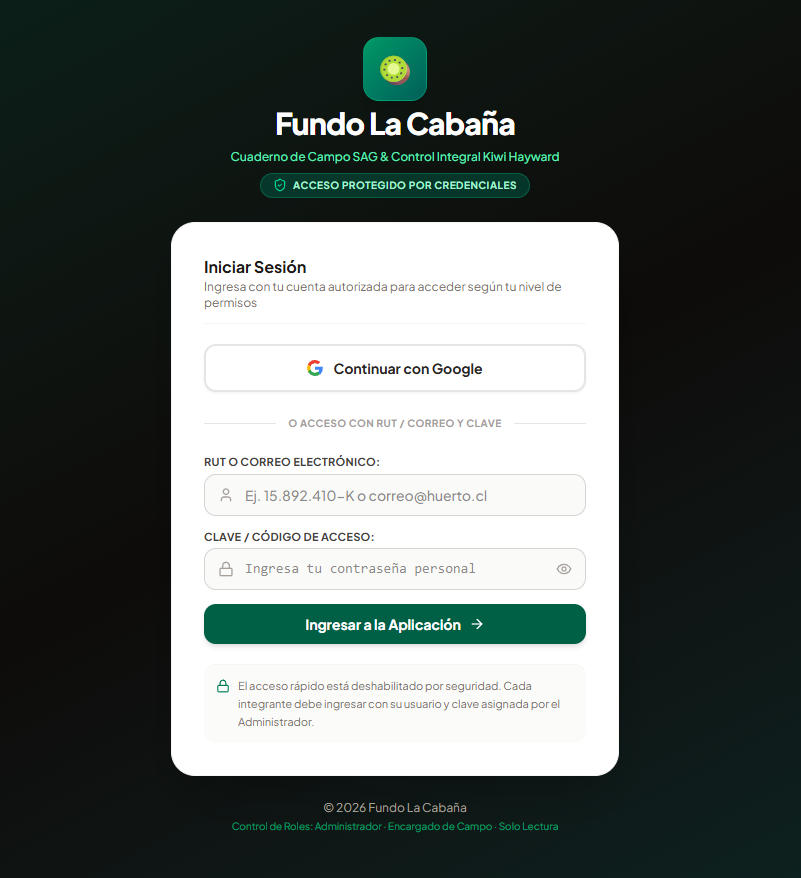 Fundo La Cabaña
Cuaderno de Campo SAG & Control Integral Kiwi Hayward
ACCESO PROTEGIDO POR CREDENCIALES
Iniciar Sesión
Ingresa con tu cuenta autorizada para acceder según tu nivel de
permisos
Continuar con Google
O ACCESO CON RUT / CORREO Y CLAVE
RUT O CORREO ELECTRÓNICO:
Ej. 15.892.410-K o correo@huerto.cl
CLAVE / CÓDIGO DE ACCESO:
Ingresa tu contraseña personal
Ingresar a la Aplicación →
El acceso rápido está deshabilitado por seguridad. Cada
integrante debe ingresar con su usuario y clave asignada por el
Administrador.
© 2026 Fundo La Cabaña
Control de Roles: Administrador · Encargado de Campo · Solo Lectura